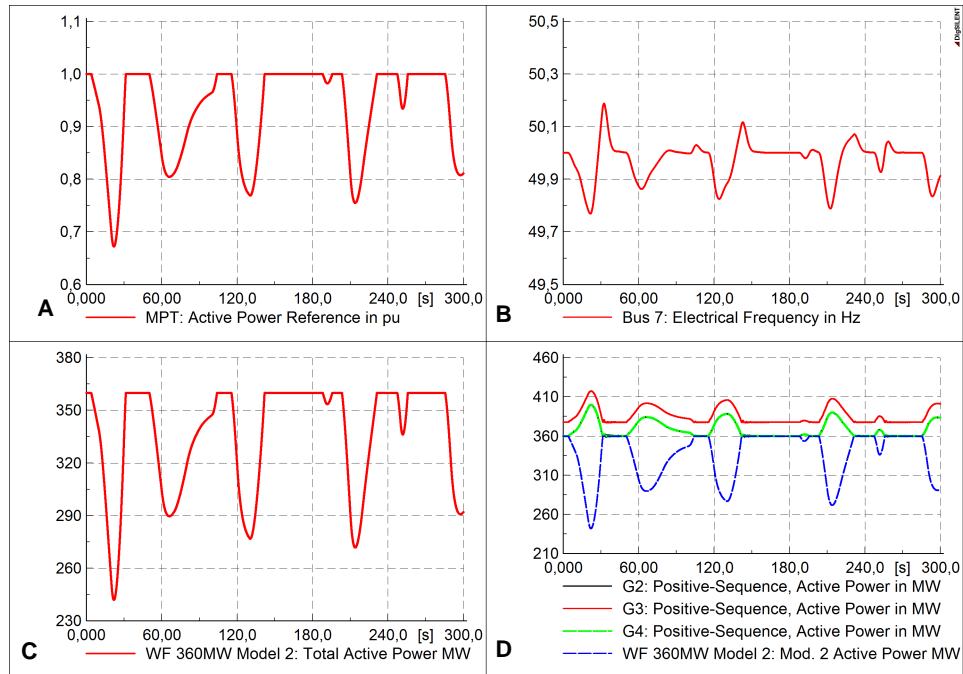 1,1
1,0
0,9
0,8
0,7
0,6
0,000 60,00 120,0 180,0 240,0 [s] 300,0
A
MPT: Active Power Reference in pu
50,5
50,3
50,1
49,9
49,7
49,5
0,000 60,00 120,0 180,0 240,0 [s] 300,0
B
Bus 7: Electrical Frequency in Hz
DIgSILENT
380
350
320
290
260
230
0,000 60,00 120,0 180,0 240,0 [s] 300,0
C
WF 360MW Model 2: Total Active Power MW
460
410
360
310
260
210
0,000 60,00 120,0 180,0 240,0 [s] 300,0
G2: Positive-Sequence, Active Power in MW
G3: Positive-Sequence, Active Power in MW
G4: Positive-Sequence, Active Power in MW
D
WF 360MW Model 2: Mod. 2 Active Power MW